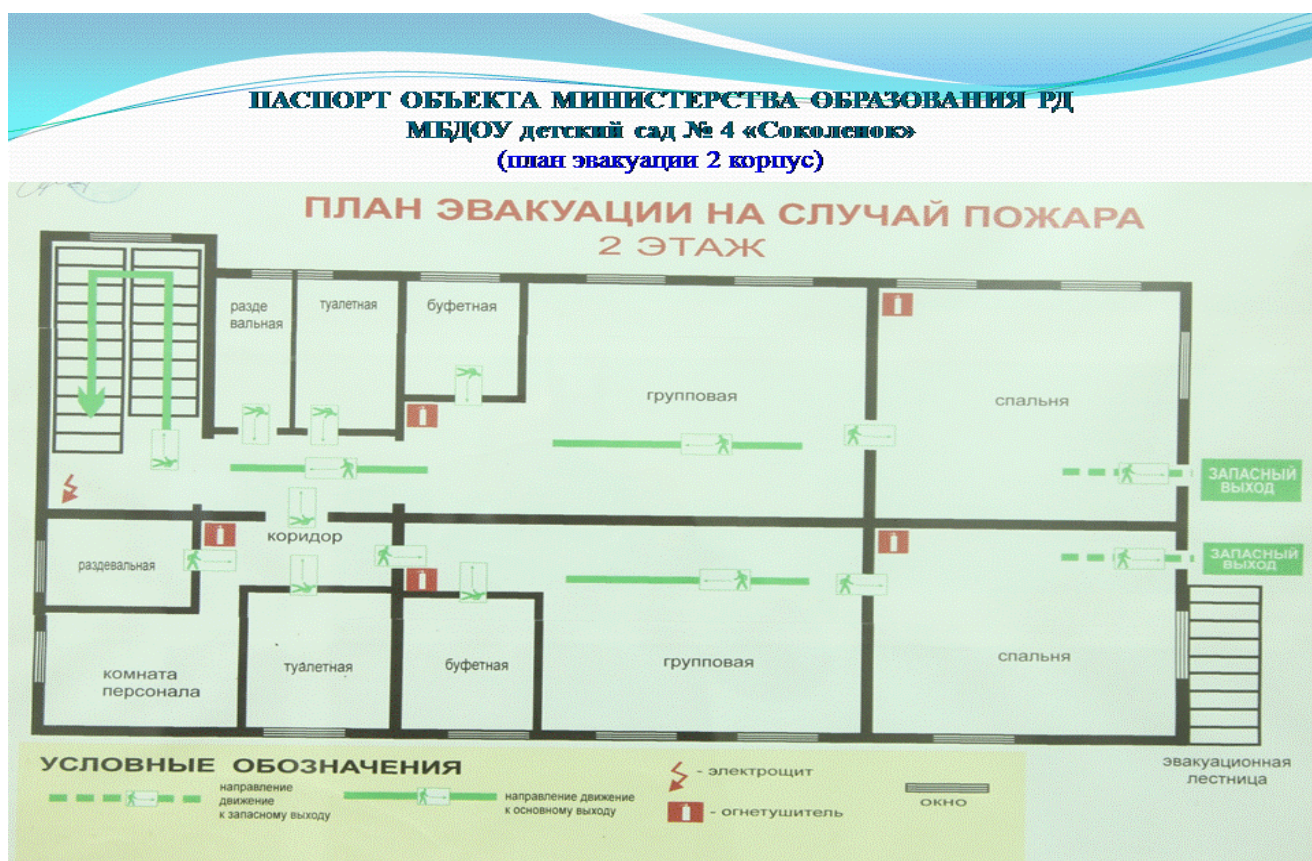 ПАСПОРТ ОБЪЕКТА МИНИСТЕРСТВА ОБРАЗОВАНИЯ РД
МБДОУ детский сад № 4 «Соколенок»
(план эвакуации 2 корпус)
ПЛАН ЭВАКУАЦИИ НА СЛУЧАЙ ПОЖАРА
2 ЭТАЖ
разде
вальная
туалетная
буфетная
групповая
спальня
ЗАПАСНЫЙ
ВЫХОД
коридор
раздевальная
ЗАПАСНЫЙ
ВЫХОД
комната
персонала
туалетная
буфетная
групповая
спальня
эвакуационная
лестница
УСЛОВНЫЕ ОБОЗНАЧЕНИЯ
направление
движение
к запасному выходу
направление движение
к основному выходу
- электрощит
- огнетушитель
окно